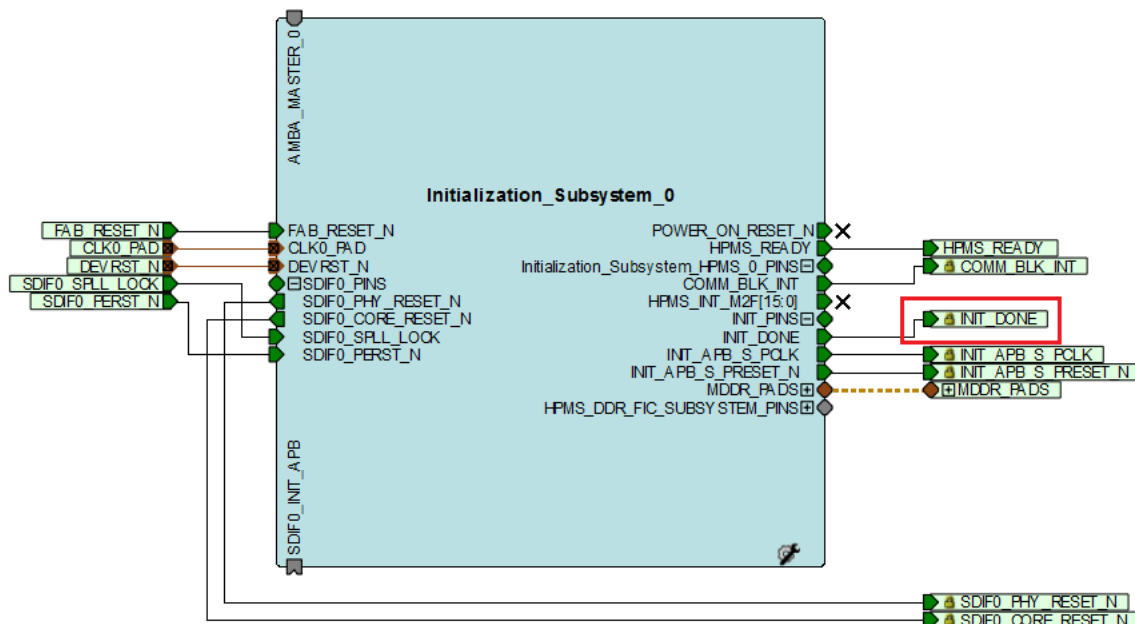 AMBA_MASTER_0
Initialization_Subsystem_0
FAB_RESET_N
CLK0_PAD
DEVRST_N
SDIF0_SPLL_LOCK
SDIF0_PERST_N
FAB_RESET_N
CLK0_PAD
DEVRST_N
SDIF0_PINS
SDIF0_PHY_RESET_N
SDIF0_CORE_RESET_N
SDIF0_SPLL_LOCK
SDIF0_PERST_N
POWER_ON_RESET_N
HPMS_READY
Initialization_Subsystem_HPMS_0_PINS
COMM_BLK_INT
HPMS_INT_M2F[15:0]
INIT_PINS
INIT_DONE
INIT_APB_S_PCLK
INIT_APB_S_PRESET_N
MDDR_PADS
HPMS_DDR_FIC_SUBSYSTEM_PINS
HPMS_READY
COMM_BLK_INT
INIT_DONE
INIT_APB_S_PCLK
INIT_APB_S_PRESET_N
MDDR_PADS
SDIF0_INIT_APB
SDIF0_PHY_RESET_N
SDIF0_CORE_RESET_N